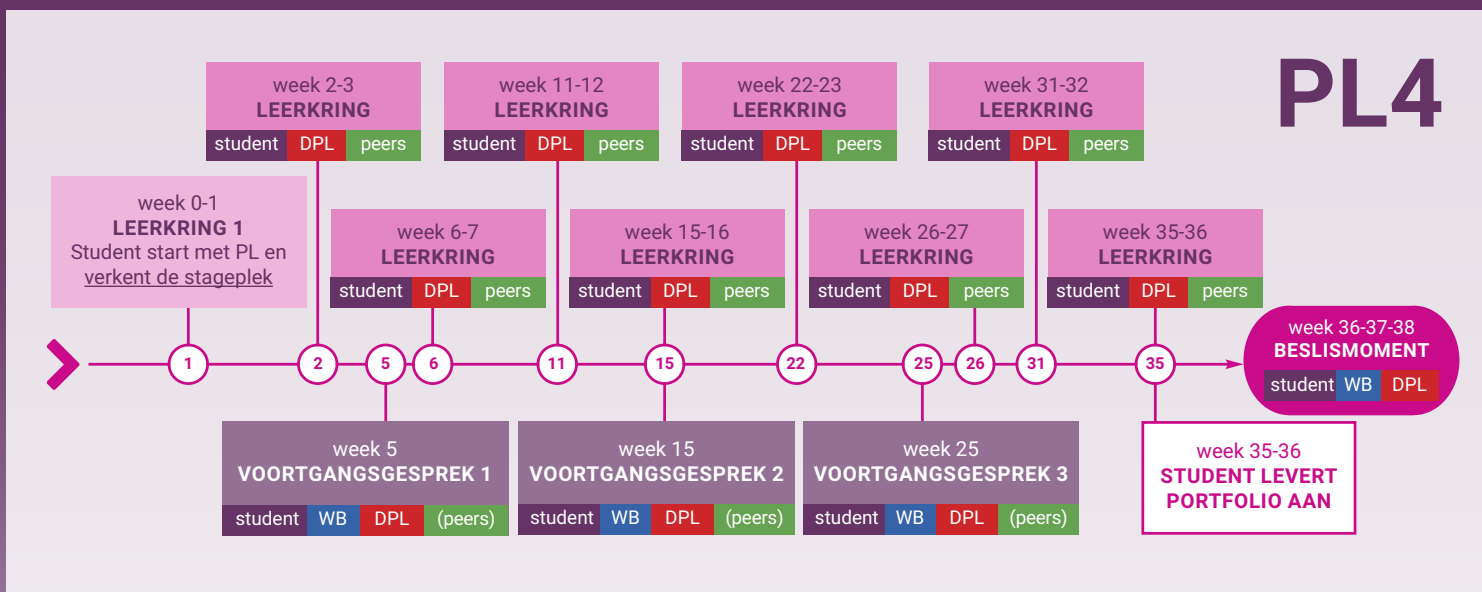 PL4
week 0-1
LEERKRING 1
Student start met PL en
verkent de stageplek
week 2-3
LEERKRING
student DPL peers
week 6-7
LEERKRING
student DPL peers
week 11-12
LEERKRING
student DPL peers
week 15-16
LEERKRING
student DPL peers
week 22-23
LEERKRING
student DPL peers
week 26-27
LEERKRING
student DPL peers
week 31-32
LEERKRING
student DPL peers
week 35-36
LEERKRING
student DPL peers
1 2 5 6 11 15 22 25 26 31 35
week 36-37-38
BESLISMOMENT
student WB DPL
week 5
VOORTGANGSGESPREK 1
student WB DPL (peers)
week 15
VOORTGANGSGESPREK 2
student WB DPL (peers)
week 25
VOORTGANGSGESPREK 3
student WB DPL (peers)
week 35-36
STUDENT LEVERT
PORTFOLIO AAN